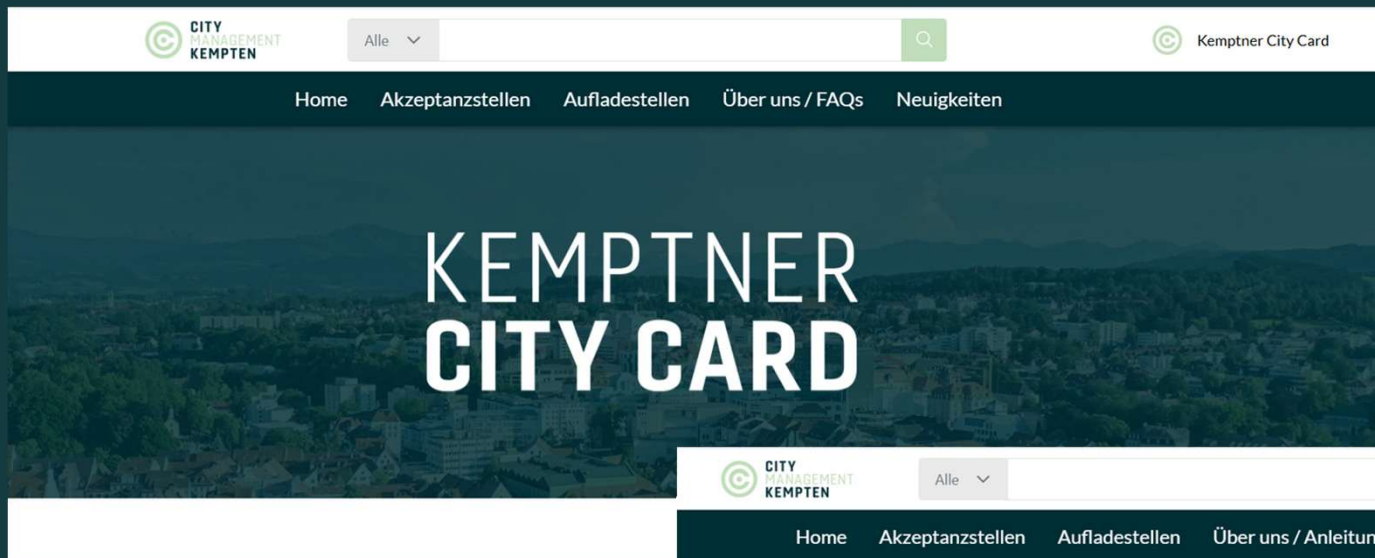 CITY
MANAGEMENT
KEMPTEN
Alle
Kemptner City Card
Home Akzeptanzstellen Aufladestellen Über uns / FAQs Neuigkeiten
KEMPTNER
CITY CARD
CITY
MANAGEMENT
KEMPTEN
Alle
Home Akzeptanzstellen Aufladestellen Über uns / Anleitun